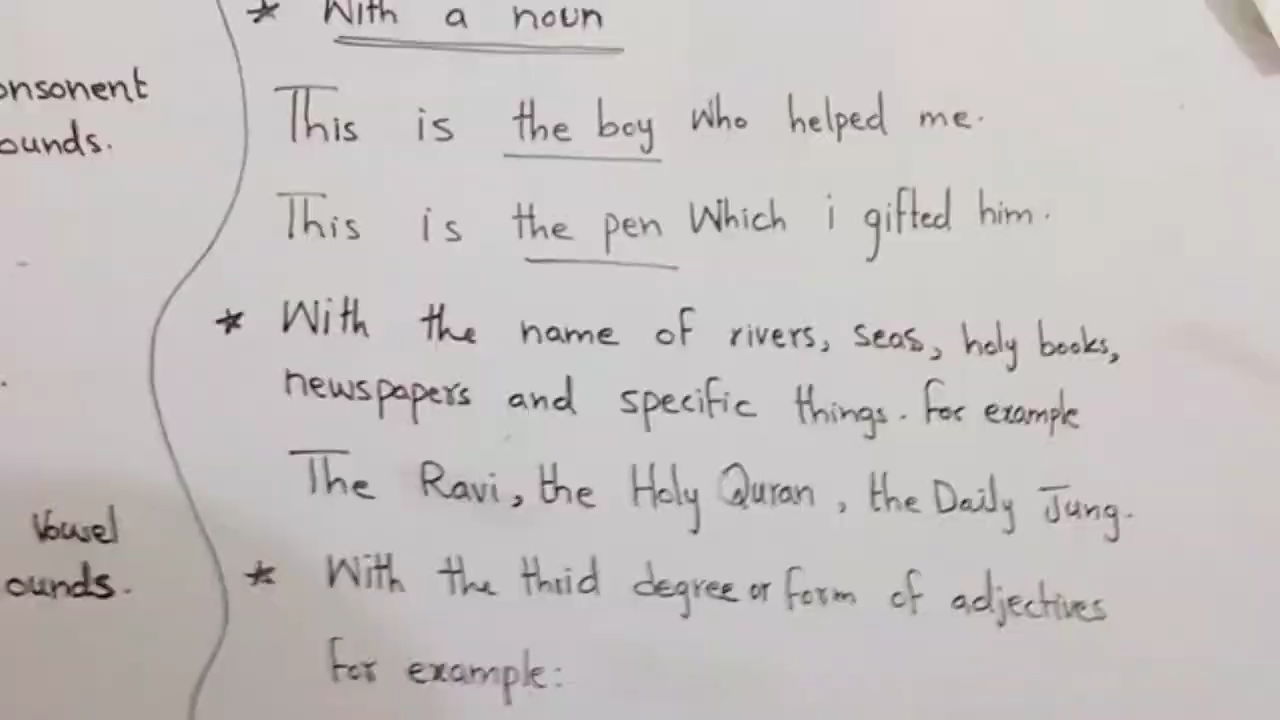 * With a noun
This is the boy who helped me.
This is the pen Which i gifted him.
* With the name of rivers, seas, holy books,
newspapers and specific things. For example
The Ravi, the Holy Quran, the Daily Jung.
* With the thrid degree or form of adjectives
For example:
onsonent
ounds.
Vowel
ounds.